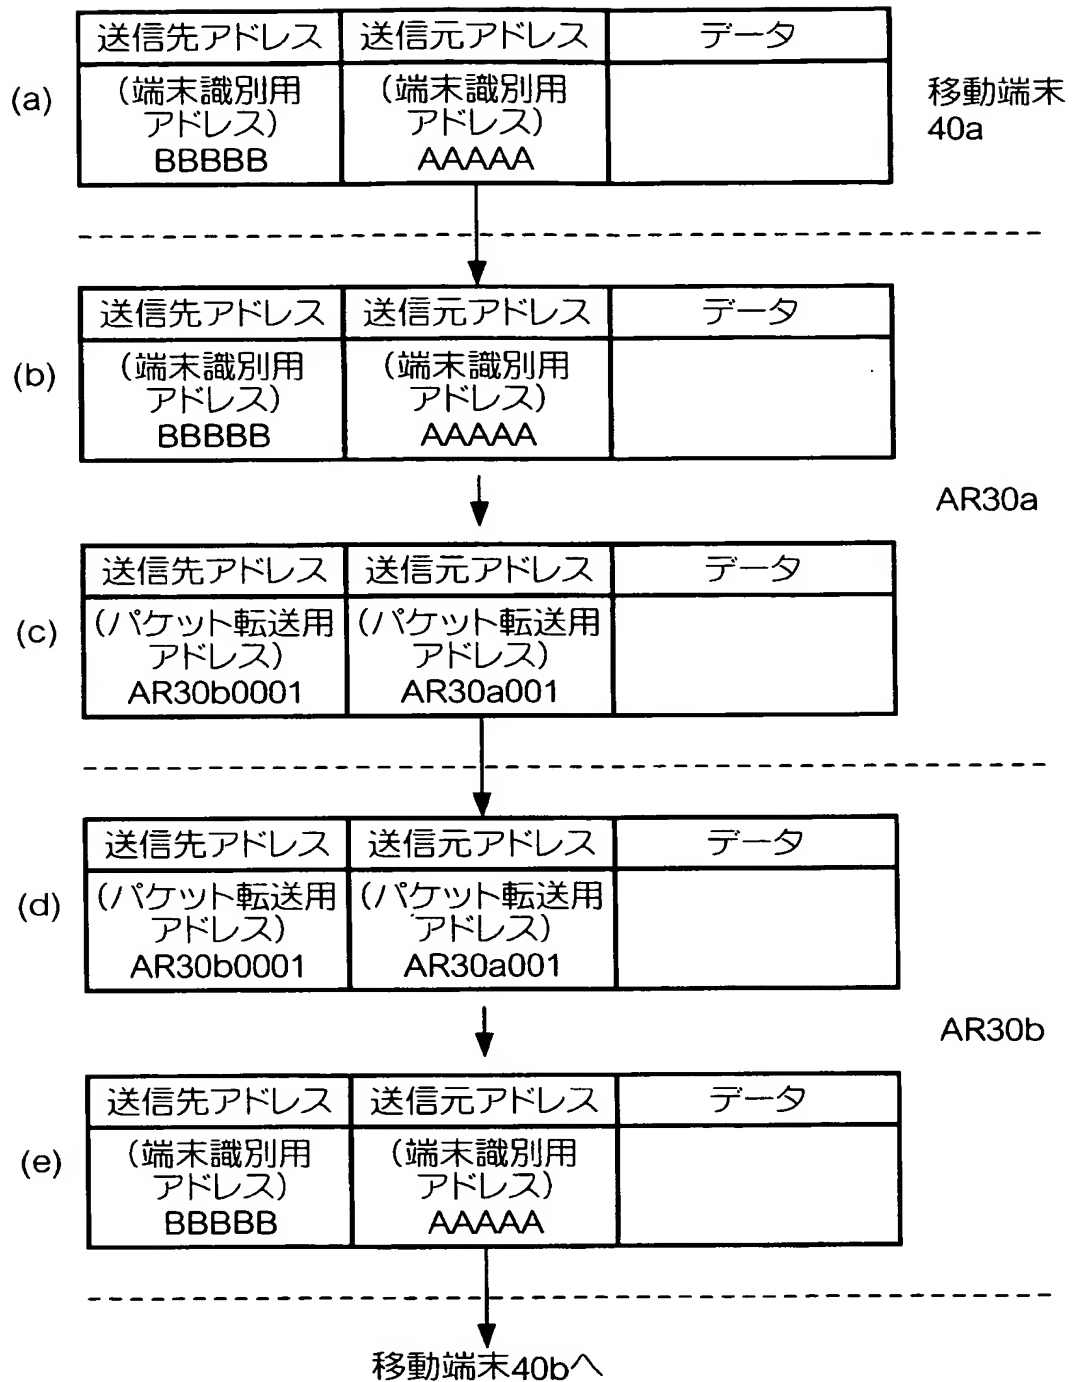 送信先アドレス 送信元アドレス データ
(a)
(端末識別用 (端末識別用
アドレス) アドレス)
BBBBB AAAAA
移動端末
40a
送信先アドレス 送信元アドレス データ
(b)
(端末識別用 (端末識別用
アドレス) アドレス)
BBBBB AAAAA
AR30a
送信先アドレス 送信元アドレス データ
(c)
(パケット転送用 (パケット転送用
アドレス) アドレス)
AR30b0001 AR30a001
送信先アドレス 送信元アドレス データ
(d)
(パケット転送用 (パケット転送用
アドレス) アドレス)
AR30b0001 AR30a001
AR30b
送信先アドレス 送信元アドレス データ
(e)
(端末識別用 (端末識別用
アドレス) アドレス)
BBBBB AAAAA
移動端末40bへ